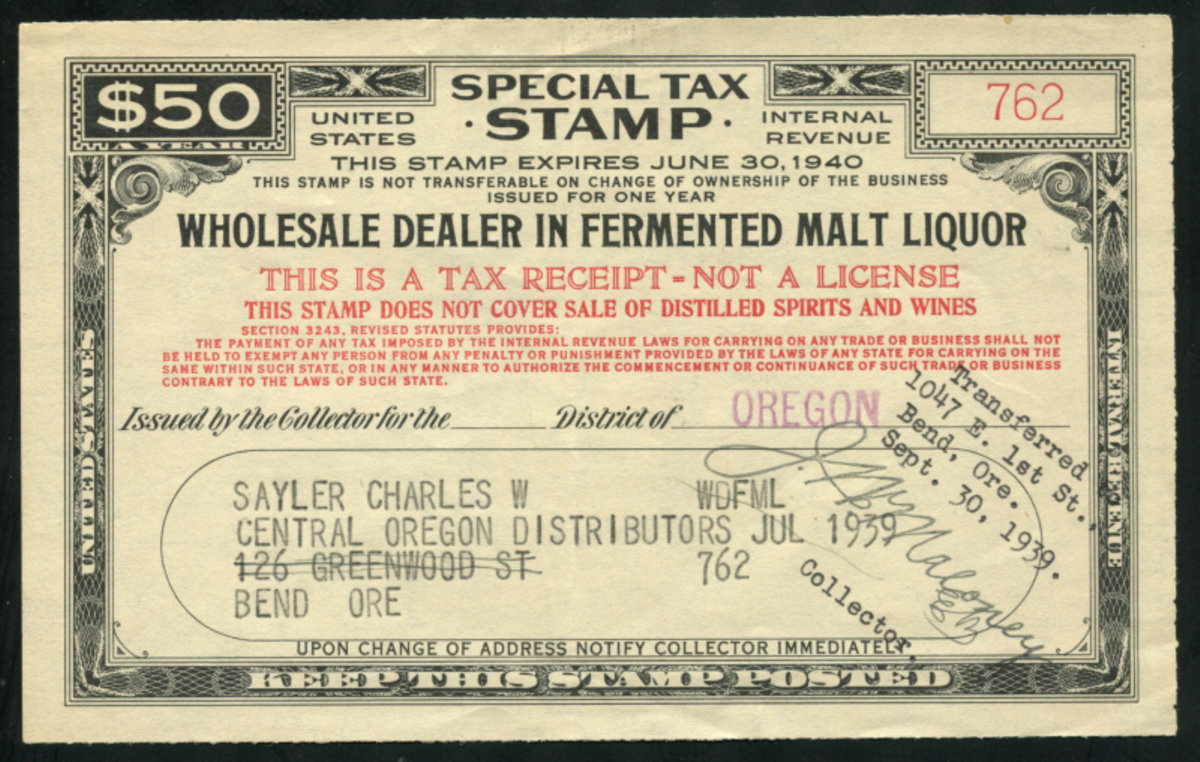 $50
A YEAR
UNITED STATES
SPECIAL TAX
· STAMP ·
INTERNAL REVENUE
762
THIS STAMP EXPIRES JUNE 30, 1940
THIS STAMP IS NOT TRANSFERABLE ON CHANGE OF OWNERSHIP OF THE BUSINESS
ISSUED FOR ONE YEAR
WHOLESALE DEALER IN FERMENTED MALT LIQUOR
THIS IS A TAX RECEIPT - NOT A LICENSE
THIS STAMP DOES NOT COVER SALE OF DISTILLED SPIRITS AND WINES
SECTION 3243, REVISED STATUTES PROVIDES:
THE PAYMENT OF ANY TAX IMPOSED BY THE INTERNAL REVENUE LAWS FOR CARRYING ON ANY TRADE OR BUSINESS SHALL NOT
BE HELD TO EXEMPT ANY PERSON FROM ANY PENALTY OR PUNISHMENT PROVIDED BY THE LAWS OF ANY STATE FOR CARRYING ON THE
SAME WITHIN SUCH STATE, OR IN ANY MANNER TO AUTHORIZE THE COMMENCEMENT OR CONTINUANCE OF SUCH TRADE OR BUSINESS
CONTRARY TO THE LAWS OF SUCH STATE.
Issued by the Collector for the District of OREGON
Transferred
1047 E. 1st St.,
Bend, Ore.
Sept. 30, 1939.
SAYLER CHARLES W WDFML
CENTRAL OREGON DISTRIBUTORS JUL 1939
126 GREENWOOD ST 762
BEND ORE
J. Maloney
Collector.
UPON CHANGE OF ADDRESS NOTIFY COLLECTOR IMMEDIATELY.
KEEP THIS STAMP POSTED
UNITED STATES
INTERNAL REVENUE